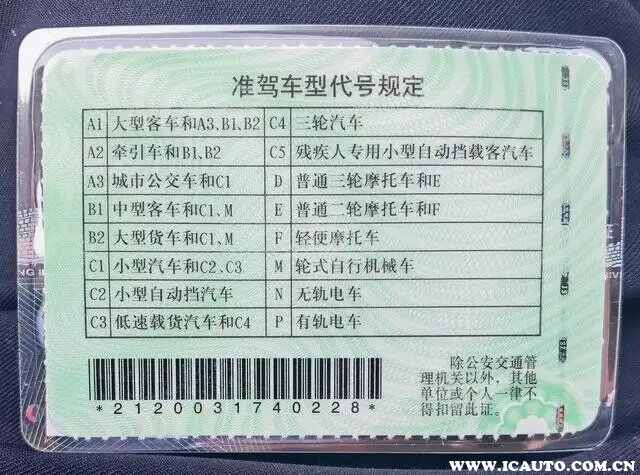 准驾车型代号规定
A1 大型客车和A3、B1、B2 C4 三轮汽车
A2 牵引车和B1、B2 C5 残疾人专用小型自动挡载客汽车
A3 城市公交车和C1 D 普通三轮摩托车和E
B1 中型客车和C1、M E 普通二轮摩托车和F
B2 大型货车和C1、M F 轻便摩托车
C1 小型汽车和C2、C3 M 轮式自行机械车
C2 小型自动挡汽车 N 无轨电车
C3 低速载货汽车和C4 P 有轨电车
除公安交通管
理机关以外，其他
单位或个人一律不
得扣留此证。
*2120031740228*
www.icauto.com.cn